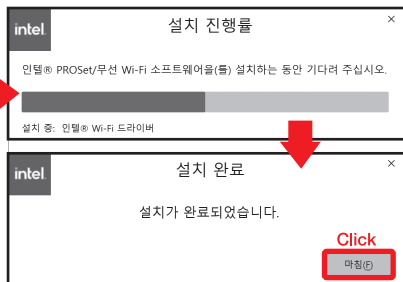 intel.
설치 진행률
×
인텔® PROSet/무선 Wi-Fi 소프트웨어을(를) 설치하는 동안 기다려 주십시오.
설치 중: 인텔® Wi-Fi 드라이버
intel.
설치 완료
×
설치가 완료되었습니다.
Click
마침(F)